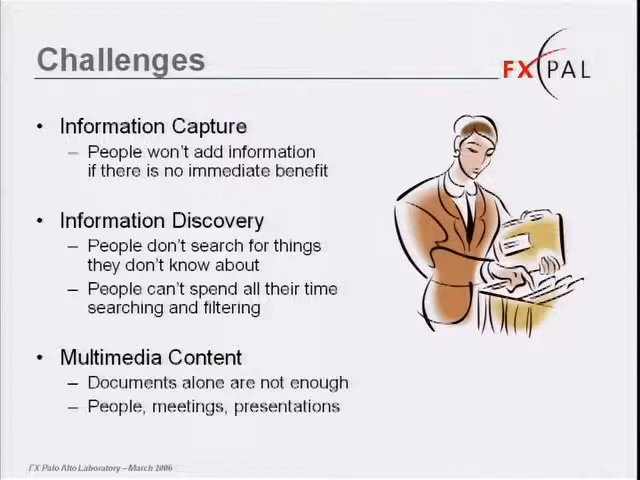 Challenges
FX PAL
• Information Capture
– People won't add information
if there is no immediate benefit
• Information Discovery
– People don't search for things
they don't know about
– People can't spend all their time
searching and filtering
• Multimedia Content
– Documents alone are not enough
– People, meetings, presentations
FX Palo Alto Laboratory – March 2006